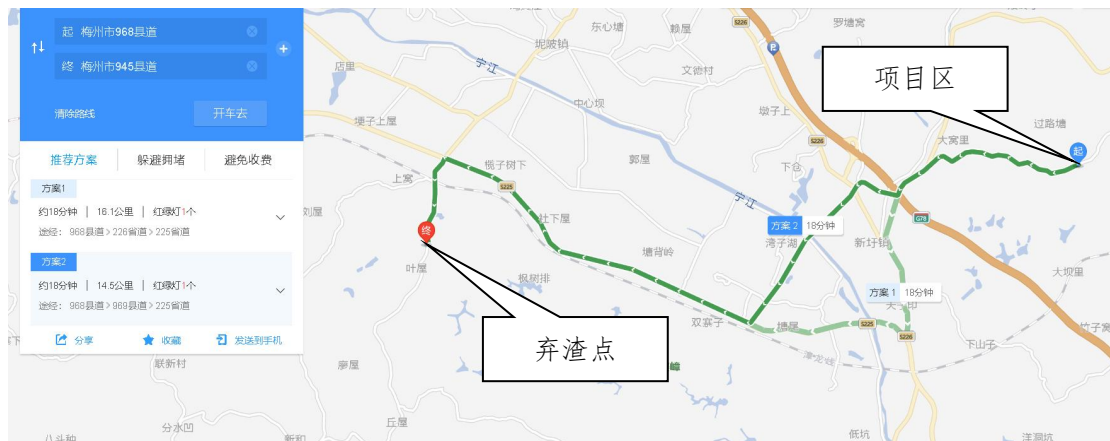 起 梅州市968县道
终 梅州市945县道
清除路线
开车去
推荐方案
躲避拥堵
避免收费
方案1
约18分钟 | 16.1公里 | 红绿灯1个
途经: 968县道>226省道>225省道
方案2
约18分钟 | 14.5公里 | 红绿灯1个
途经: 968县道>969县道>225省道
分享
收藏
发送到手机
东心塘
赖屋
S226
罗塘窝
坭陂镇
宁江
店里
文德村
项目区
中心坝
墩子上
过路塘
埂子上屋
S226
大窝里
起
榄子树下
郭屋
下仓
上窝
S225
宁江
刘屋
杜下屋
方案 2 18分钟
G78
终
湾子湖
新圩镇
塘背岭
叶屋
枫树排
大坝里
方案 1 18分钟
双寨子
塘尾
S225
S226
竹子窝
下山子
弃渣点
联新村
廖屋
丘屋
分水凹
低坑
洋洞坑
八斗种
新和